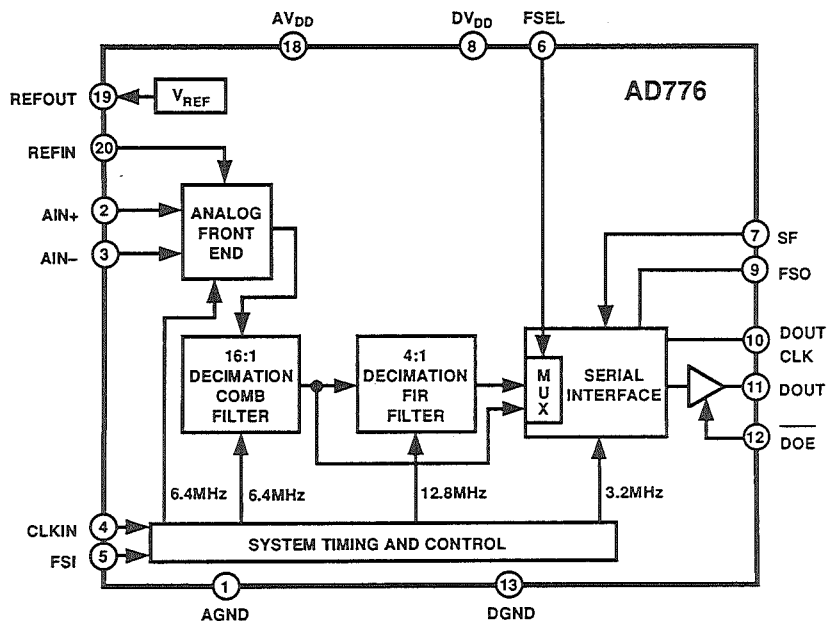 AVDD
DVDD
FSEL
18
8
6
AD776
19
REFOUT
VREF
20
REFIN
2
AIN+
3
AIN–
ANALOG
FRONT
END
7
SF
9
FSO
10
DOUT
CLK
11
DOUT
12
DOE
16:1
DECIMATION
COMB
FILTER
4:1
DECIMATION
FIR
FILTER
MUX
SERIAL
INTERFACE
6.4MHz
6.4MHz
12.8MHz
3.2MHz
4
CLKIN
5
FSI
SYSTEM TIMING AND CONTROL
1
13
AGND
DGND